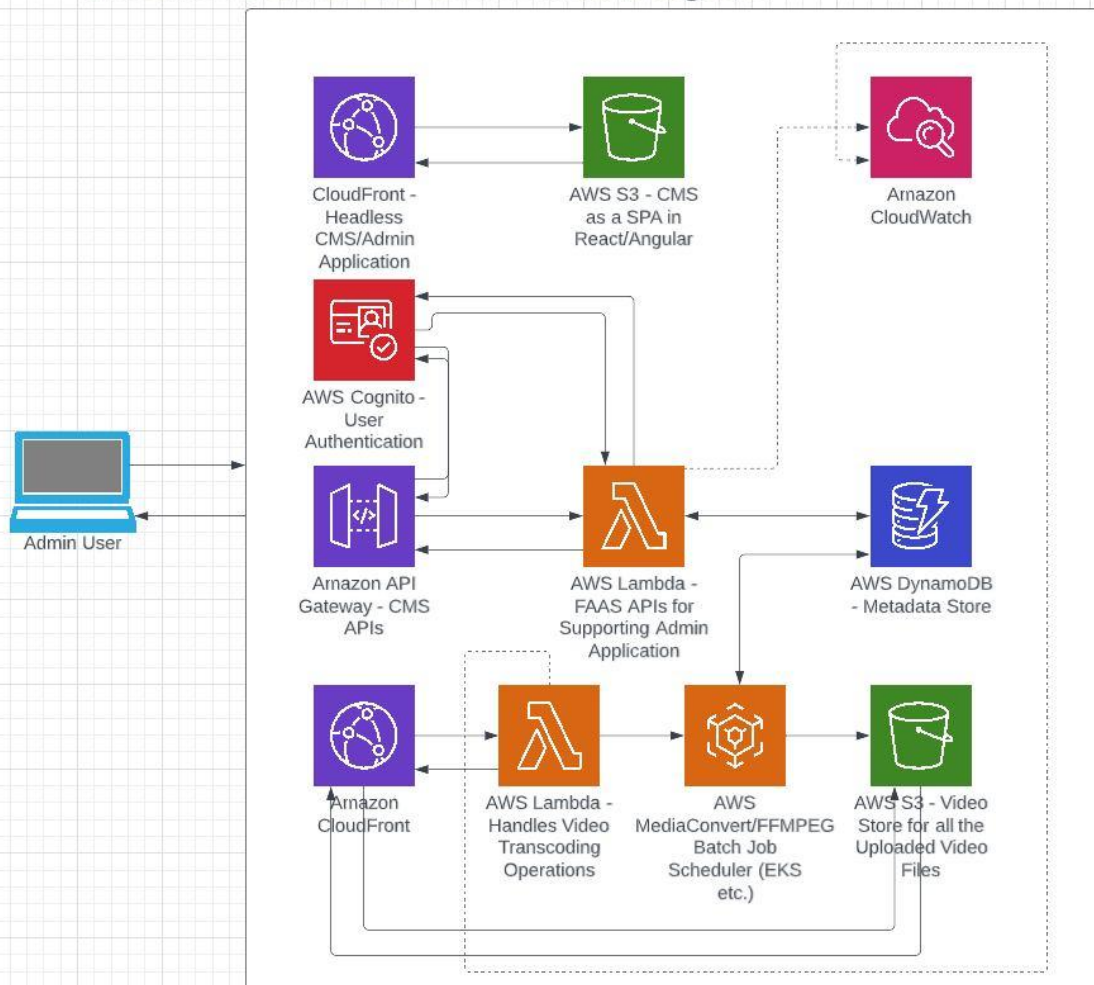 CloudFront -
Headless
CMS/Admin
Application
AWS S3 - CMS
as a SPA in
React/Angular
Amazon
CloudWatch
AWS Cognito -
User
Authentication
Admin User
Amazon API
Gateway - CMS
APIs
AWS Lambda -
FAAS APIs for
Supporting Admin
Application
AWS DynamoDB
- Metadata Store
Amazon
CloudFront
AWS Lambda -
Handles Video
Transcoding
Operations
AWS
MediaConvert/FFMPEG
Batch Job
Scheduler (EKS
etc.)
AWS S3 - Video
Store for all the
Uploaded Video
Files